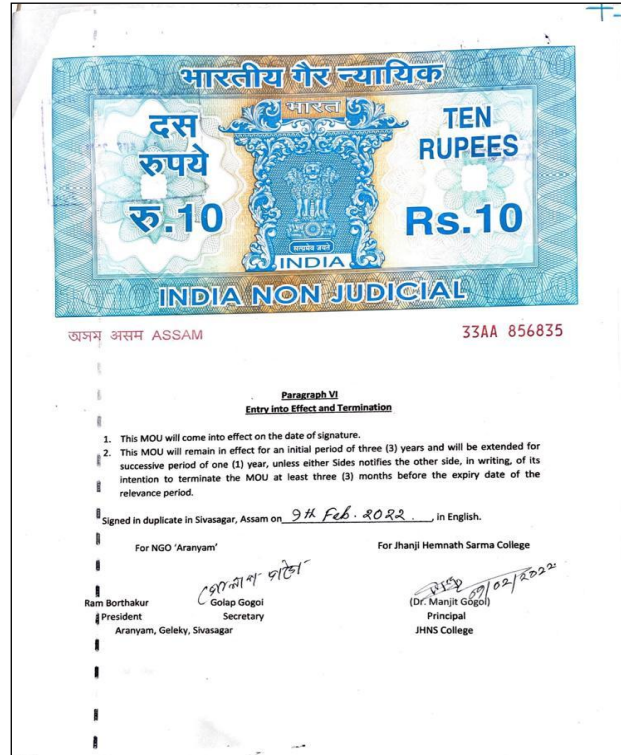 भारतीय गैर न्यायिक
भारत
दस
रुपये
रु.10
TEN
RUPEES
Rs.10
सत्यमेव जयते
INDIA
INDIA NON JUDICIAL
অসম असम ASSAM
33AA 856835
Paragraph VI
Entry into Effect and Termination
1. This MOU will come into effect on the date of signature.
2. This MOU will remain in effect for an initial period of three (3) years and will be extended for
successive period of one (1) year, unless either Sides notifies the other side, in writing, of its
intention to terminate the MOU at least three (3) months before the expiry date of the
relevance period.
Signed in duplicate in Sivasagar, Assam on 9th Feb. 2022. , in English.
For NGO 'Aranyam'
For Jhanji Hemnath Sarma College
09/02/2022
Ram Borthakur
Golap Gogoi
(Dr. Manjit Gogoi)
President
Secretary
Principal
Aranyam, Geleky, Sivasagar
JHNS College